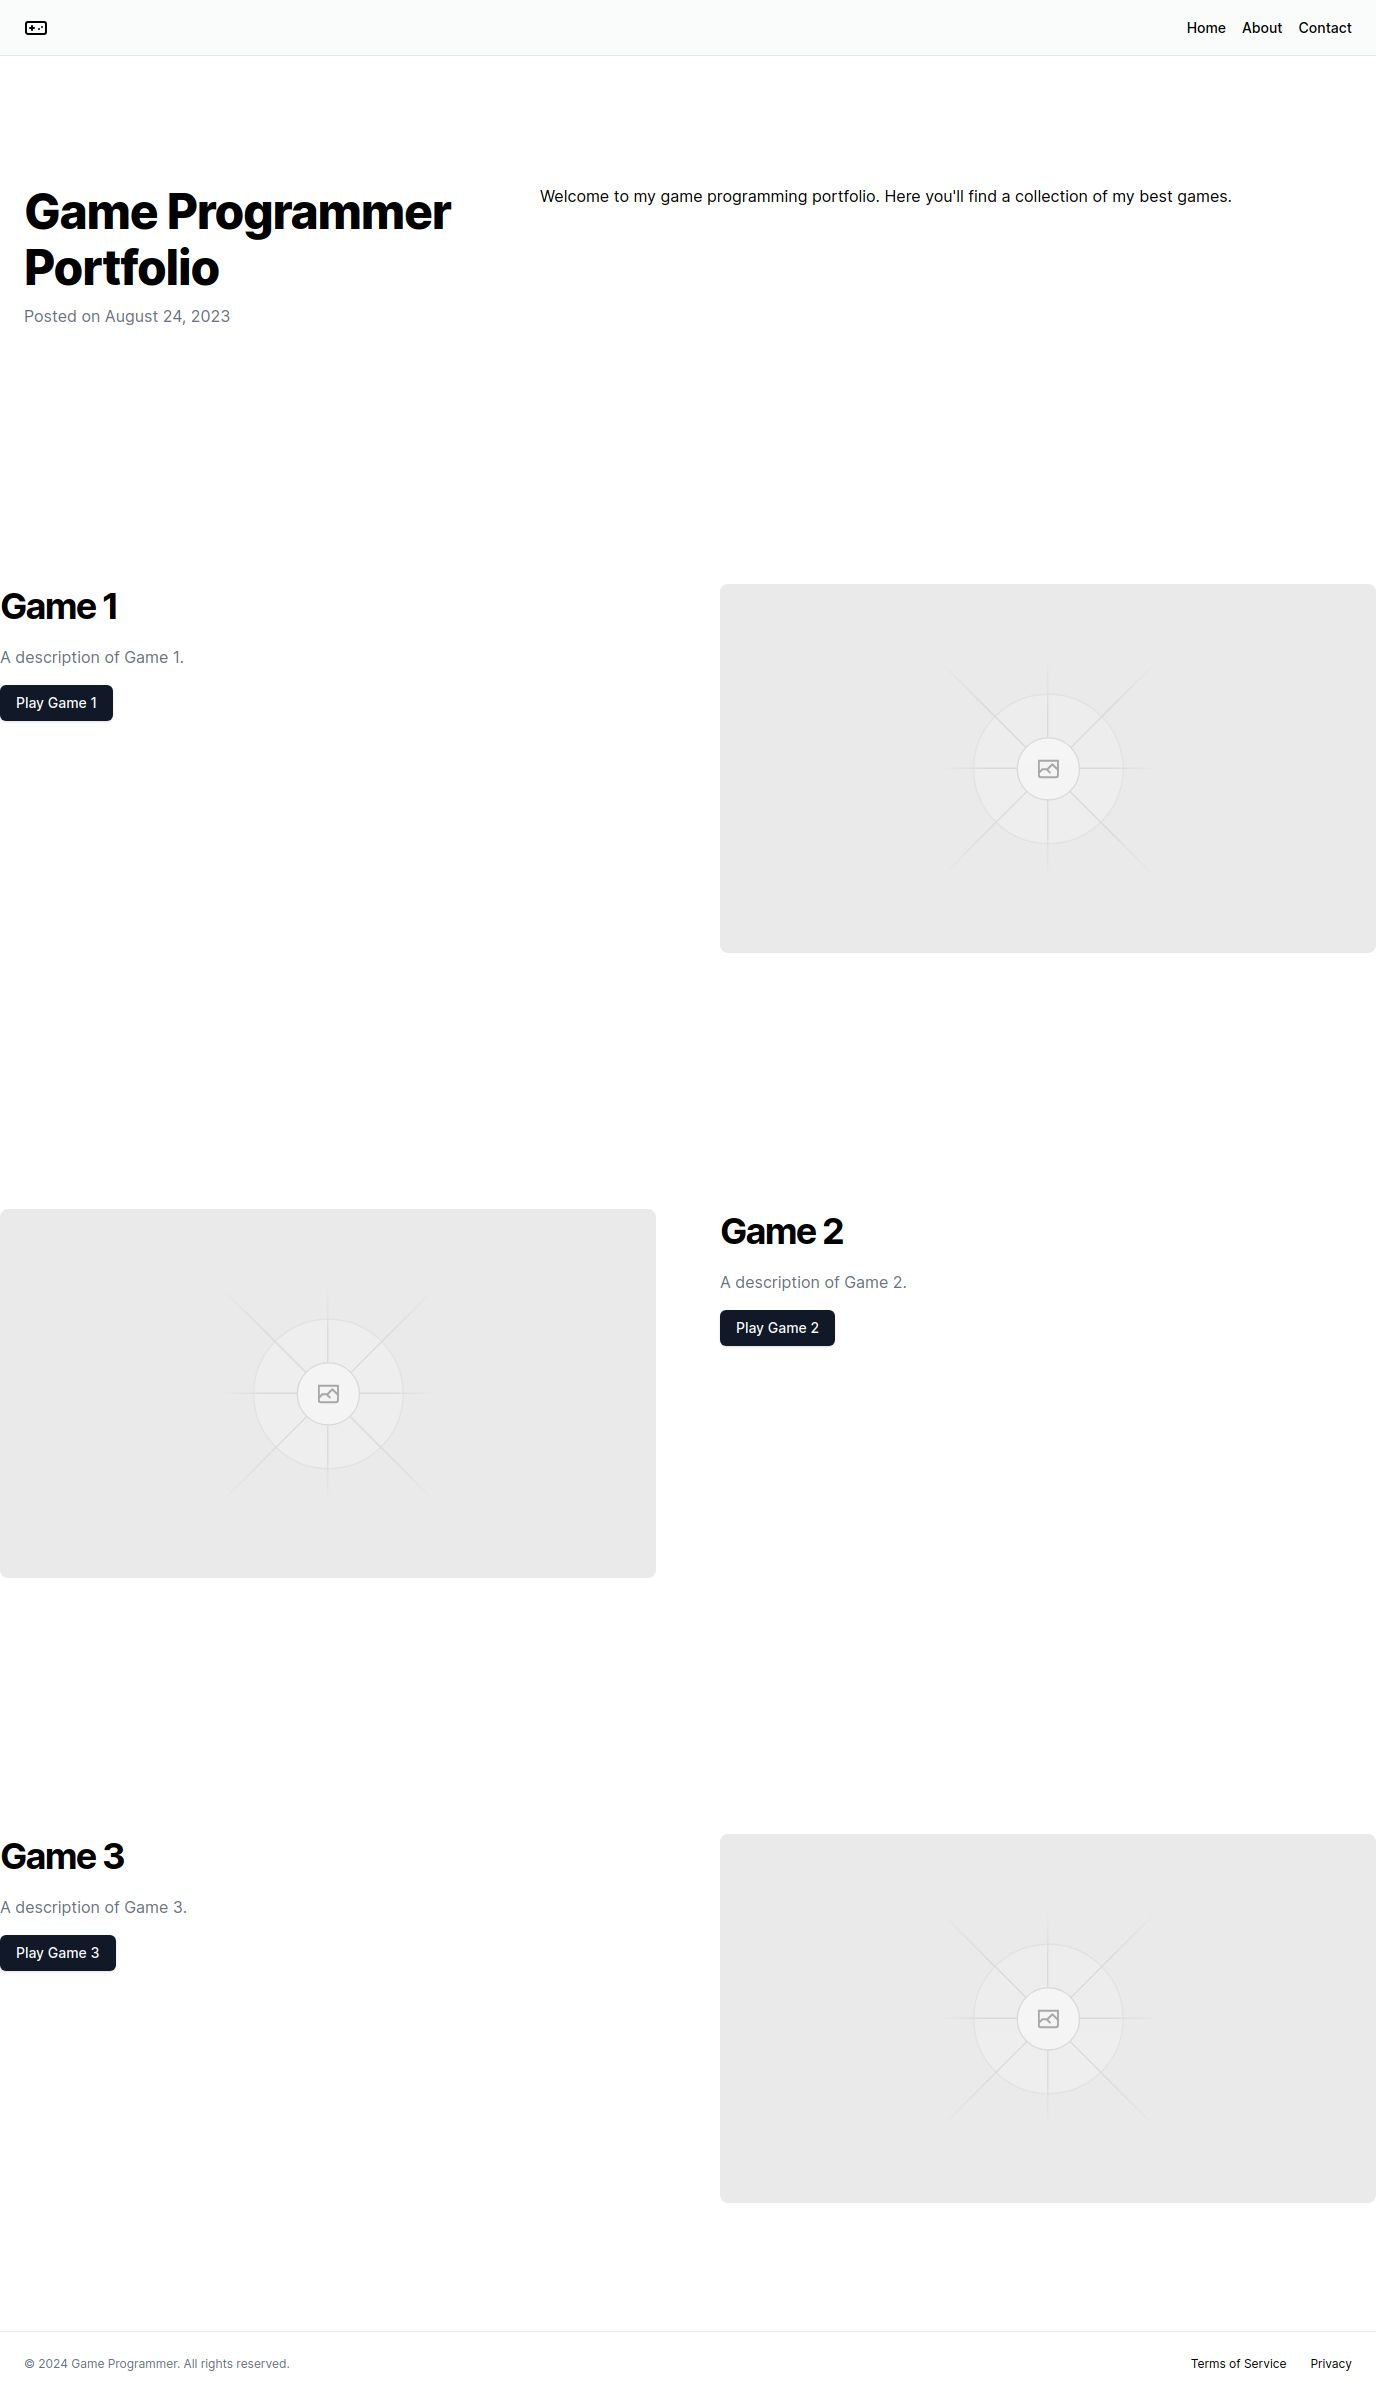 Home About Contact
Game Programmer
Portfolio
Posted on August 24, 2023
Welcome to my game programming portfolio. Here you'll find a collection of my best games.
Game 1
A description of Game 1.
Play Game 1
Game 2
A description of Game 2.
Play Game 2
Game 3
A description of Game 3.
Play Game 3
© 2024 Game Programmer. All rights reserved.
Terms of Service Privacy